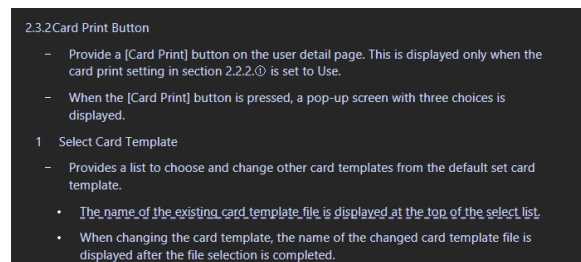 2.3.2Card Print Button
– Provide a [Card Print] button on the user detail page. This is displayed only when the
card print setting in section 2.2.2.① is set to Use.
– When the [Card Print] button is pressed, a pop-up screen with three choices is
displayed.
1 Select Card Template
– Provides a list to choose and change other card templates from the default set card
template.
• The name of the existing card template file is displayed at the top of the select list.
• When changing the card template, the name of the changed card template file is
displayed after the file selection is completed.